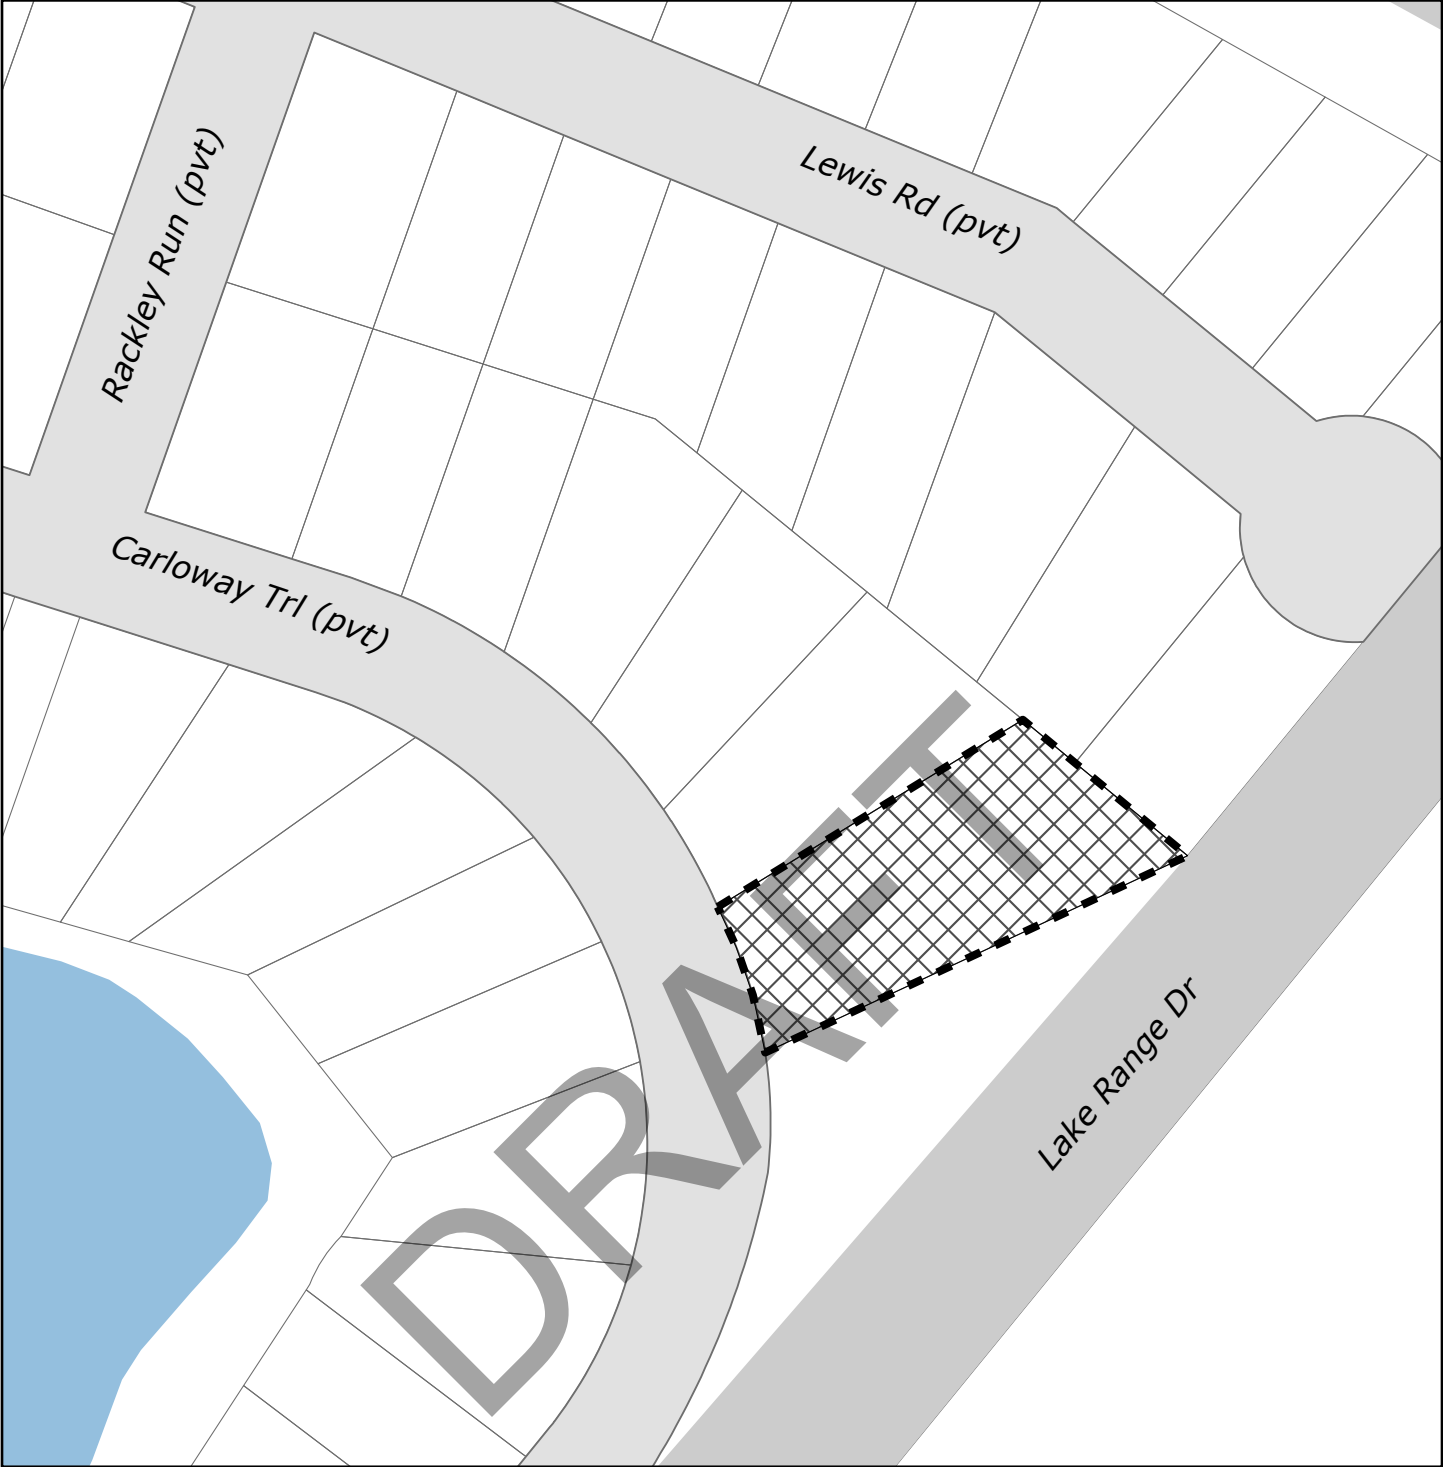 Lewis Rd (pvt)
Rackley Run (pvt)
Carloway Trl (pvt)
DRAFT
Lake Range Dr